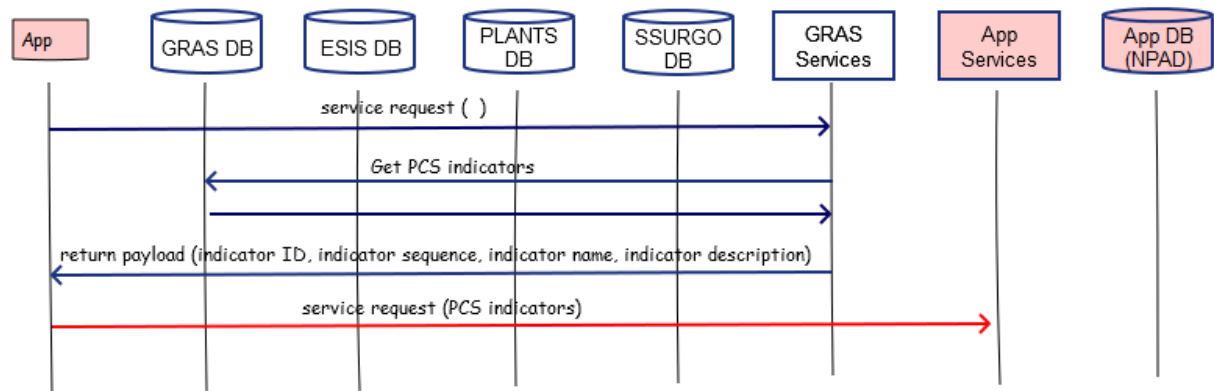 App
GRAS DB
ESIS DB
PLANTS
DB
SSURGO
DB
GRAS
Services
App
Services
App DB
(NPAD)
service request ( )
Get PCS indicators
return payload (indicator ID, indicator sequence, indicator name, indicator description)
service request (PCS indicators)